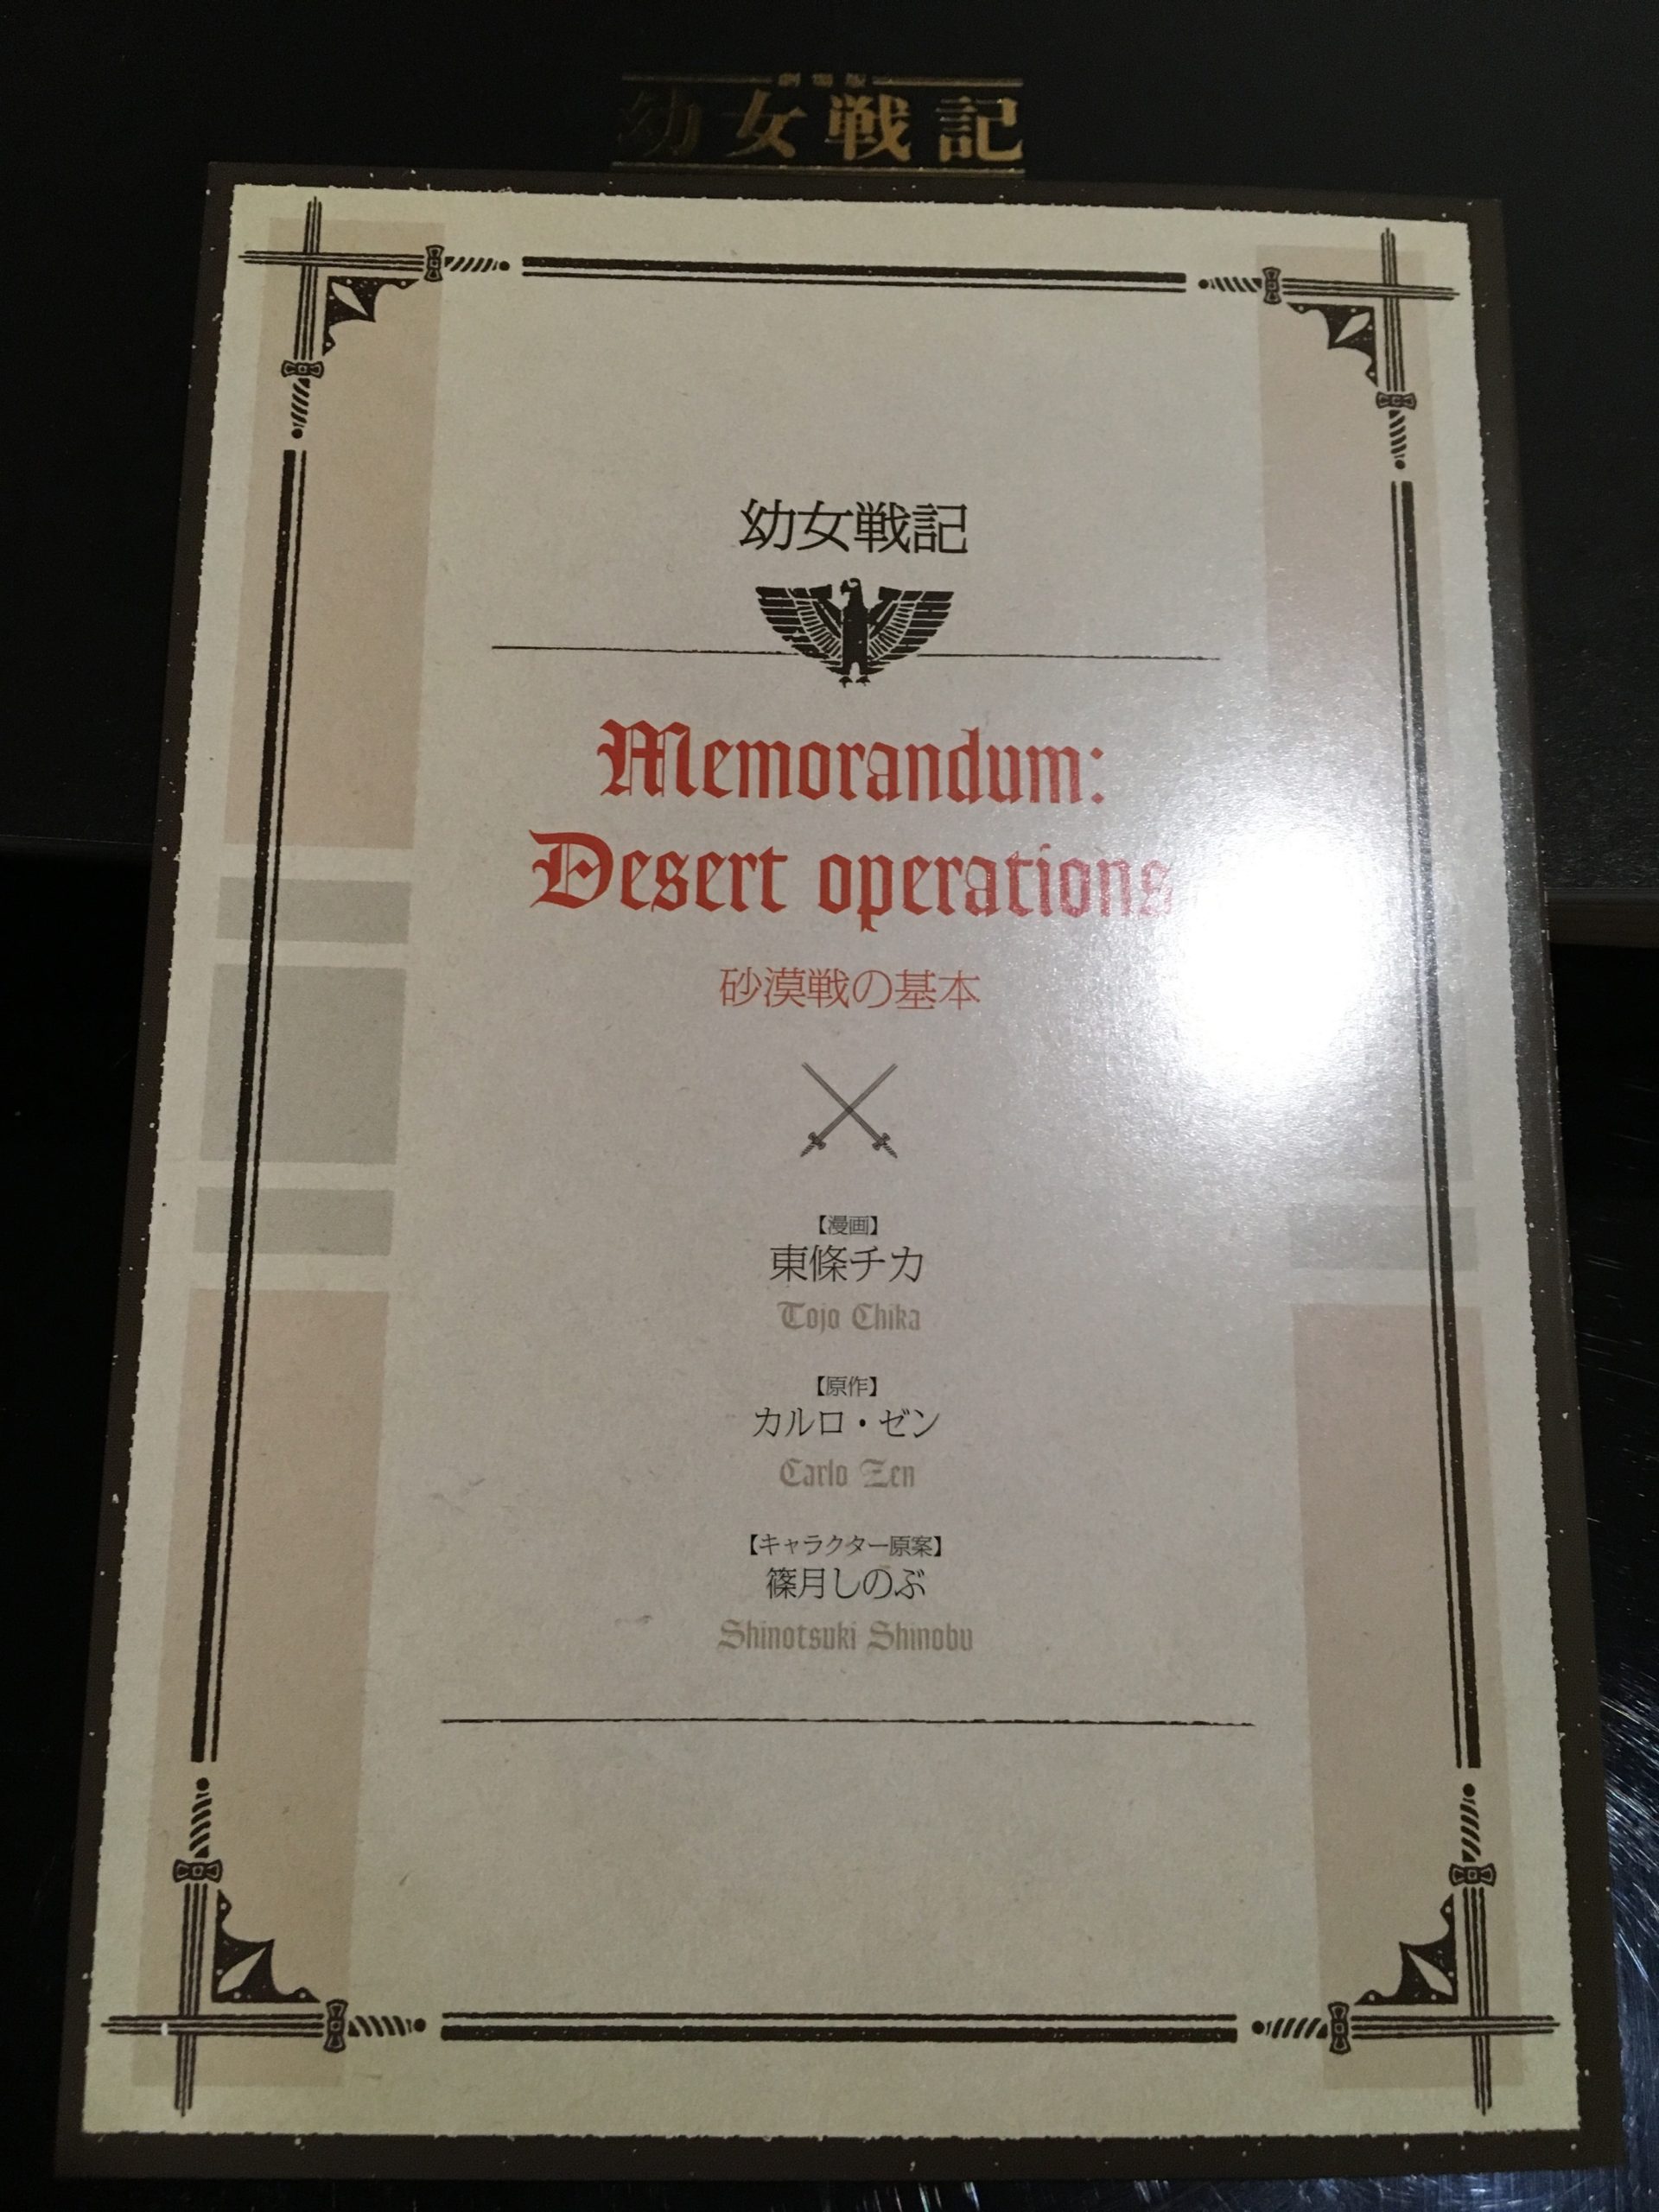 劇場版
幼女戦記
幼女戦記
Memorandum:
Desert operations
砂漠戦の基本
【漫画】
東條チカ
Tojo Chika
【原作】
カルロ・ゼン
Carlo Zen
【キャラクター原案】
篠月しのぶ
Shinotsuki Shinobu